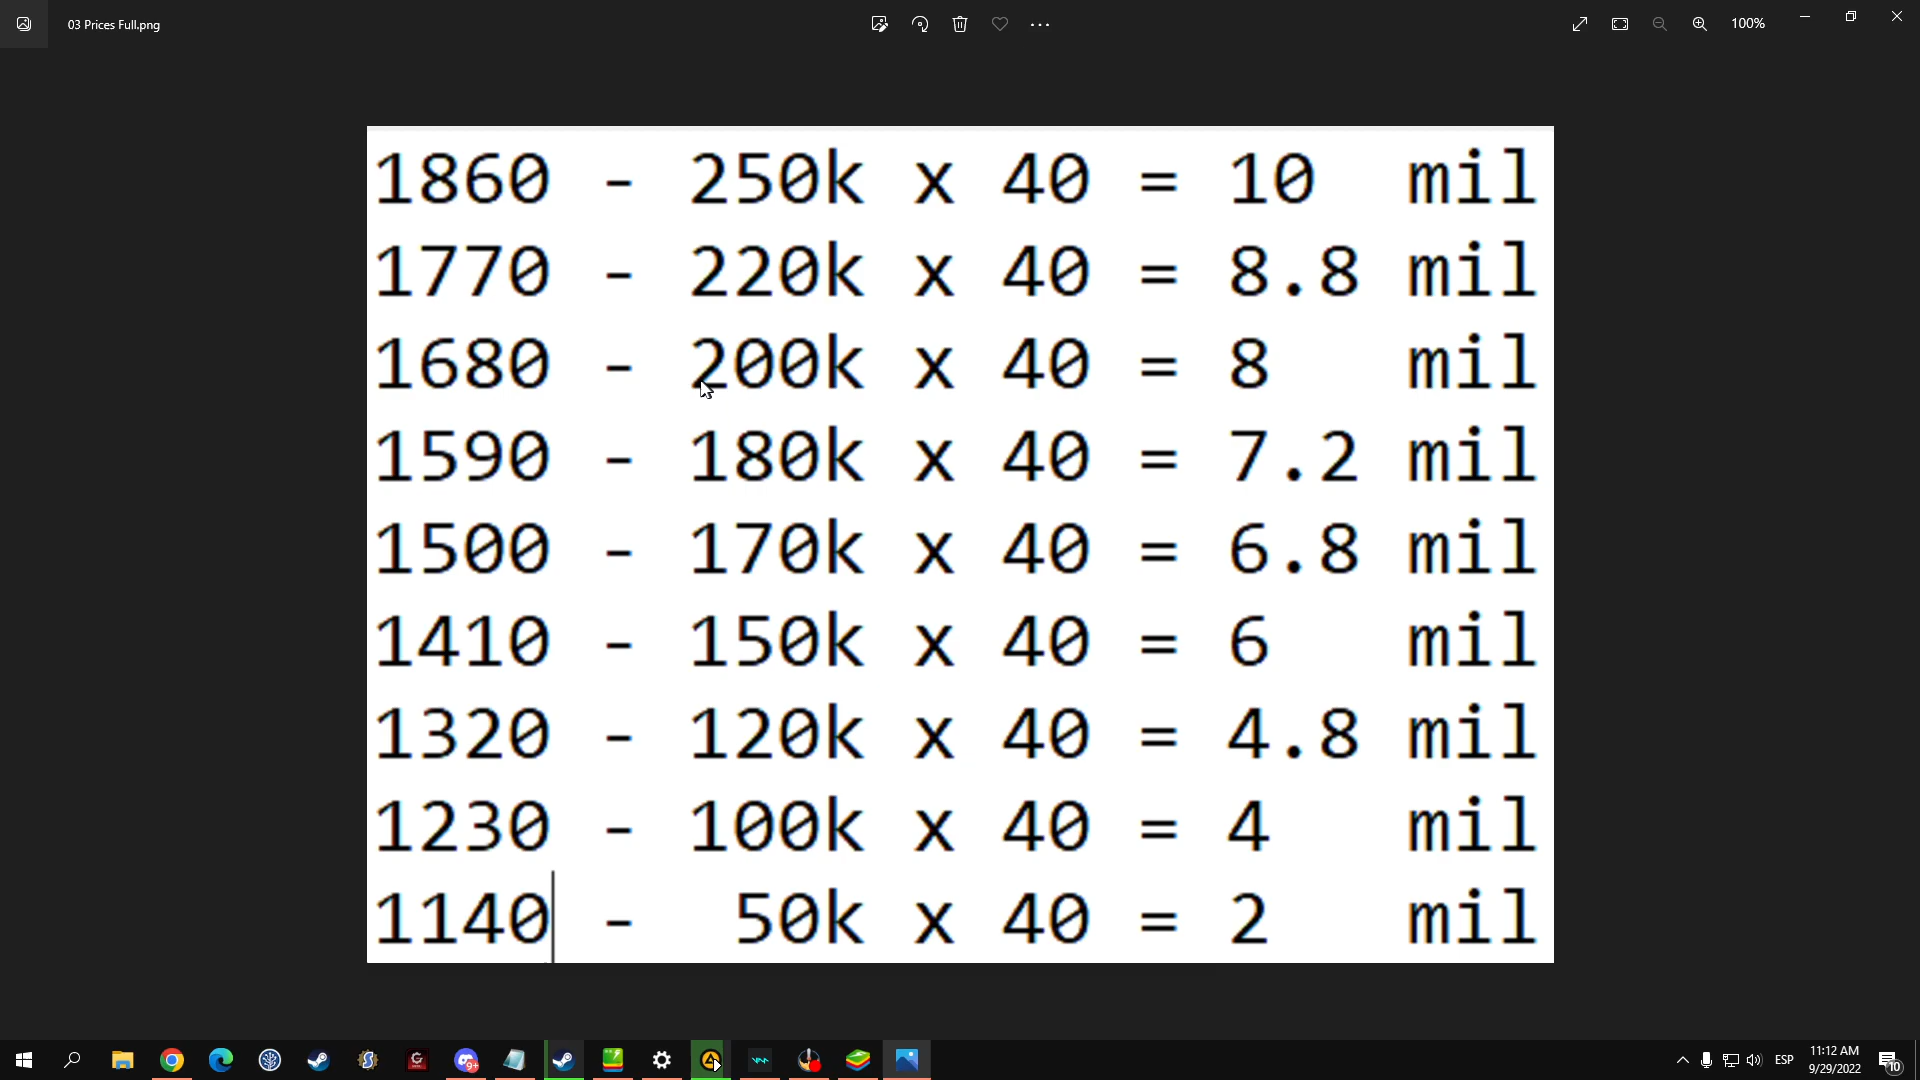 03 Prices Full.png
100%
1860 - 250k x 40 = 10 mil
1770 - 220k x 40 = 8.8 mil
1680 - 200k x 40 = 8 mil
1590 - 180k x 40 = 7.2 mil
1500 - 170k x 40 = 6.8 mil
1410 - 150k x 40 = 6 mil
1320 - 120k x 40 = 4.8 mil
1230 - 100k x 40 = 4 mil
1140 - 50k x 40 = 2 mil
9+
ESP
11:12 AM
9/29/2022
10